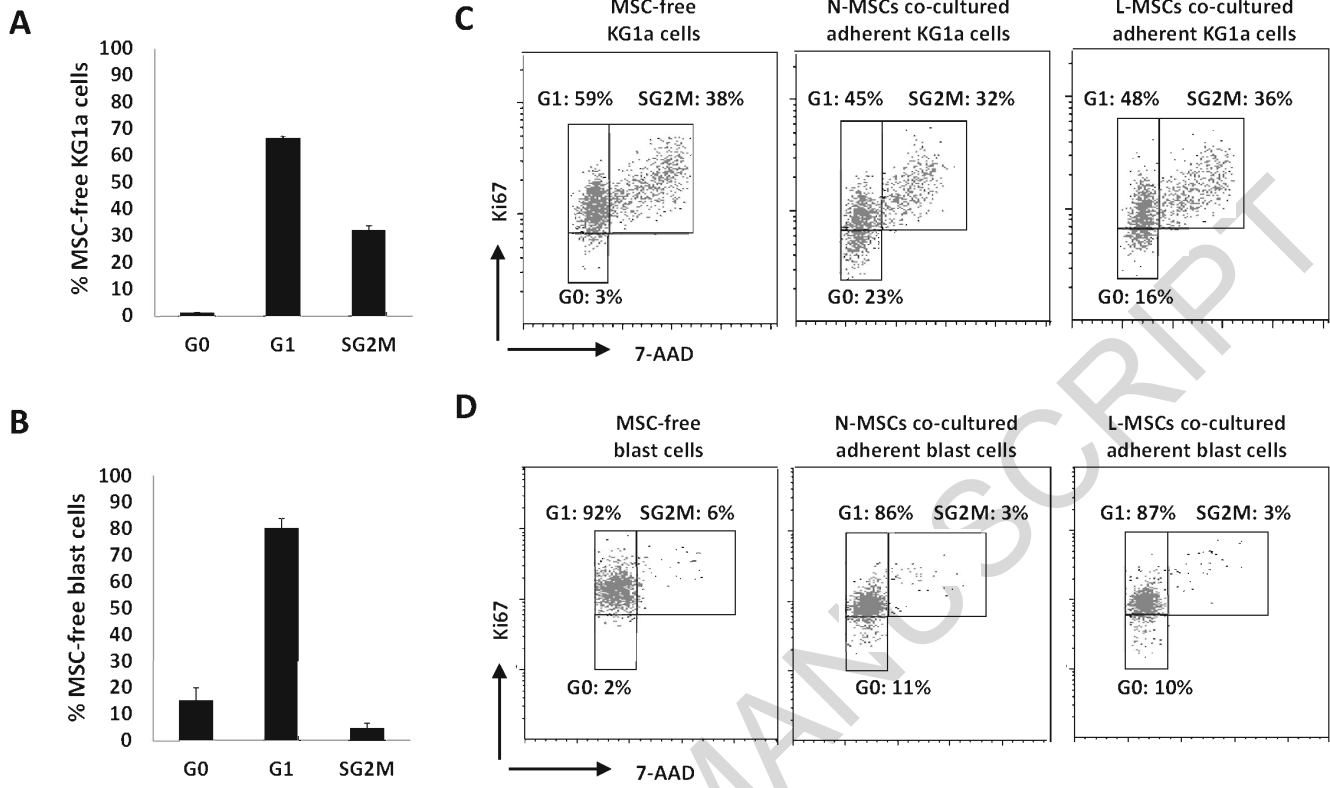 A
% MSC-free KG1a cells
100
90
80
70
60
50
40
30
20
10
0
G0 G1 SG2M
B
% MSC-free blast cells
100
90
80
70
60
50
40
30
20
10
0
G0 G1 SG2M
C
MSC-free
KG1a cells
N-MSCs co-cultured
adherent KG1a cells
L-MSCs co-cultured
adherent KG1a cells
G1: 59% SG2M: 38%
G0: 3%
G1: 45% SG2M: 32%
G0: 23%
G1: 48% SG2M: 36%
G0: 16%
Ki67
7-AAD
D
MSC-free
blast cells
N-MSCs co-cultured
adherent blast cells
L-MSCs co-cultured
adherent blast cells
G1: 92% SG2M: 6%
G0: 2%
G1: 86% SG2M: 3%
G0: 11%
G1: 87% SG2M: 3%
G0: 10%
Ki67
7-AAD
MANUSCRIPT